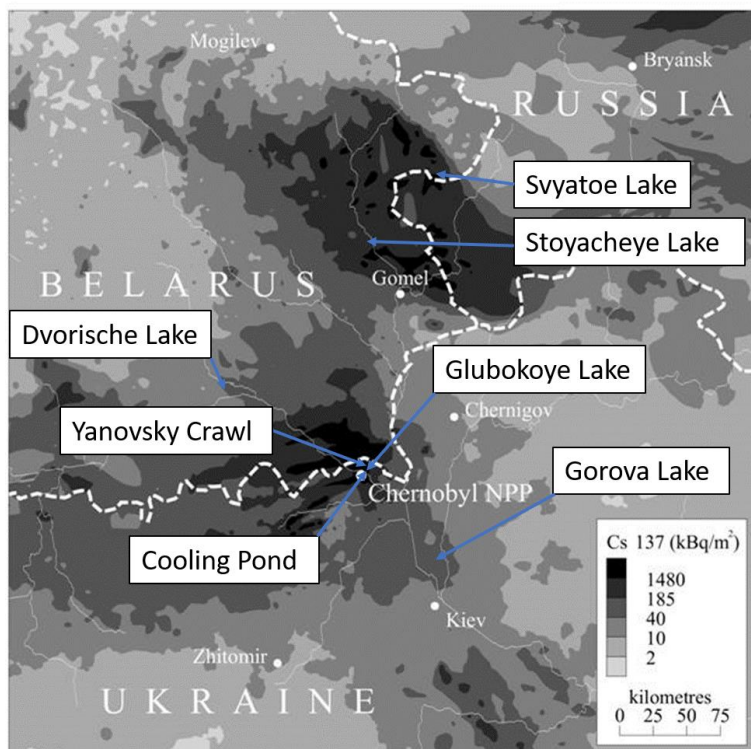 Mogilev
Bryansk
RUSSIA
Svyatoe Lake
Stoyacheye Lake
BELARUS
Gomel
Dvorische Lake
Glubokoye Lake
Chernigov
Yanovsky Crawl
Gorova Lake
Chernobyl NPP
Cooling Pond
Kiev
Zhitomir
UKRAINE
Cs 137 (kBq/m²)
1480
185
40
10
2
kilometres
0 25 50 75